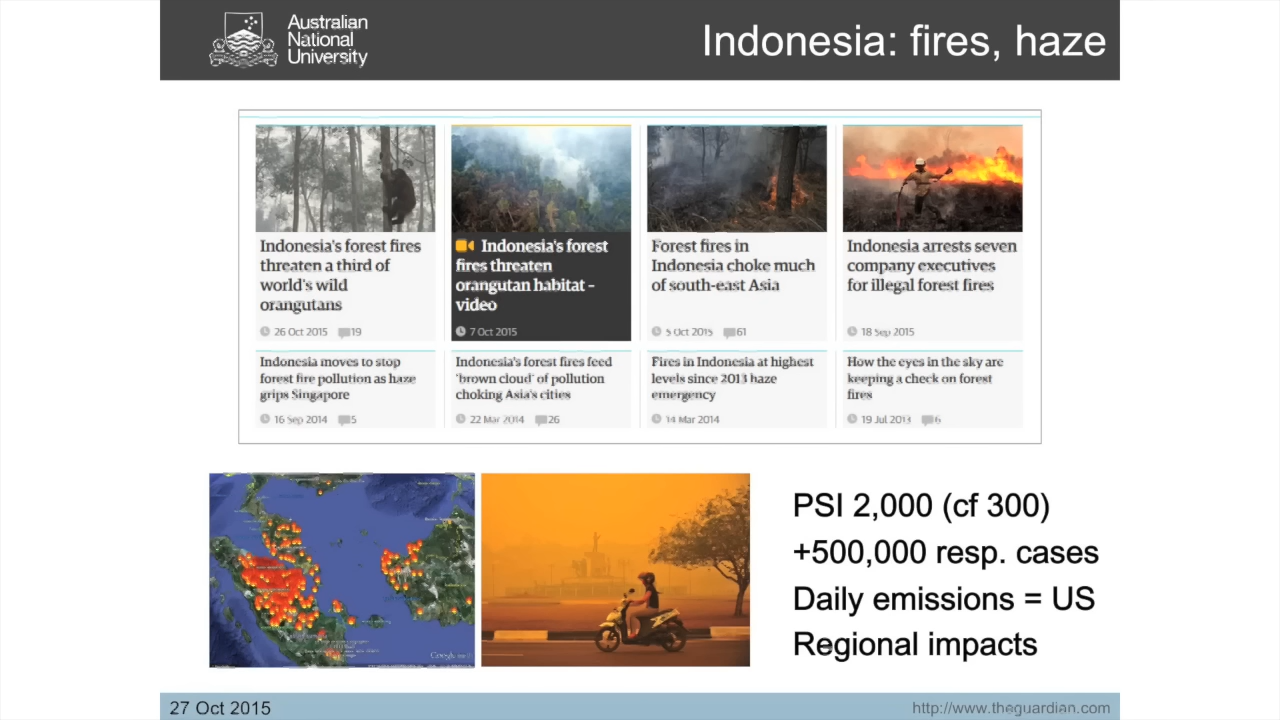 Australian
National
University
Indonesia: fires, haze
Indonesia's forest fires
threaten a third of
world's wild
orangutans
26 Oct 2015 19
Indonesia's forest
fires threaten
orangutan habitat –
video
7 Oct 2015
Forest fires in
Indonesia choke much
of south-east Asia
5 Oct 2015 61
Indonesia arrests seven
company executives
for illegal forest fires
18 Sep 2015
Indonesia moves to stop
forest fire pollution as haze
grips Singapore
16 Sep 2014 5
Indonesia's forest fires feed
'brown cloud' of pollution
choking Asia's cities
22 Mar 2014 26
Fires in Indonesia at highest
levels since 2013 haze
emergency
14 Mar 2014
How the eyes in the sky are
keeping a check on forest
fires
19 Jul 2013 6
Google
PSI 2,000 (cf 300)
+500,000 resp. cases
Daily emissions = US
Regional impacts
27 Oct 2015
http://www.theguardian.com